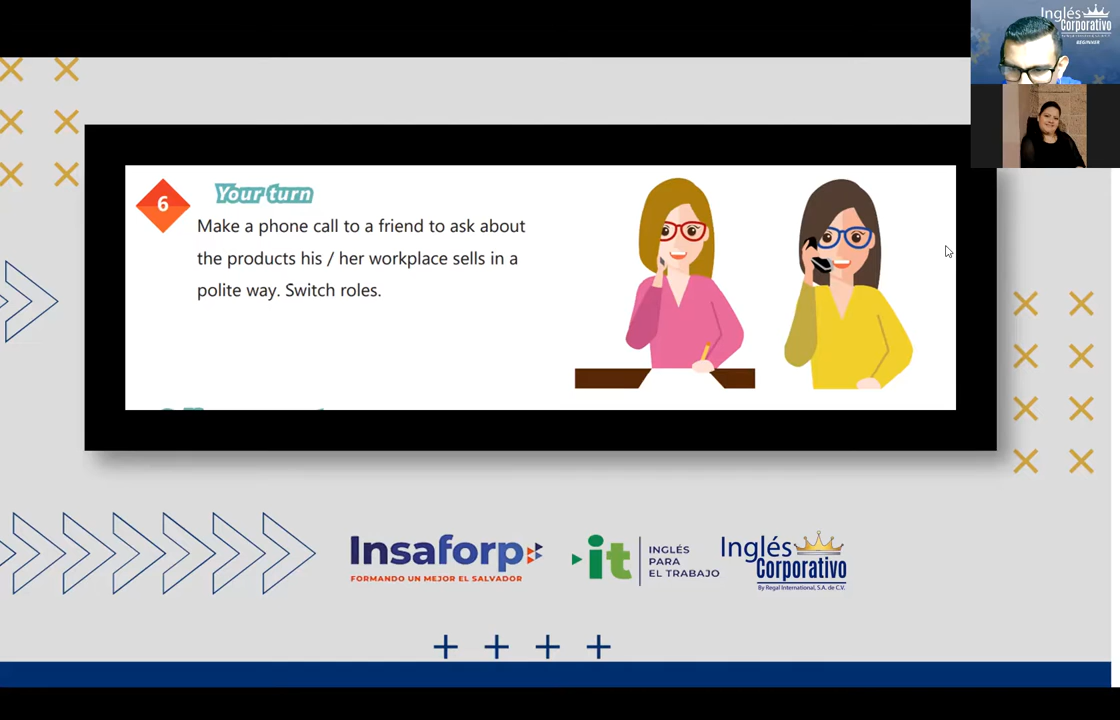 Inglés
Corporativo
BEGINNER
6
Your turn
Make a phone call to a friend to ask about
the products his / her workplace sells in a
polite way. Switch roles.
Insaforp
FORMANDO UN MEJOR EL SALVADOR
it
INGLÉS
PARA
EL TRABAJO
Inglés
Corporativo
By Regal International, S.A. de C.V.